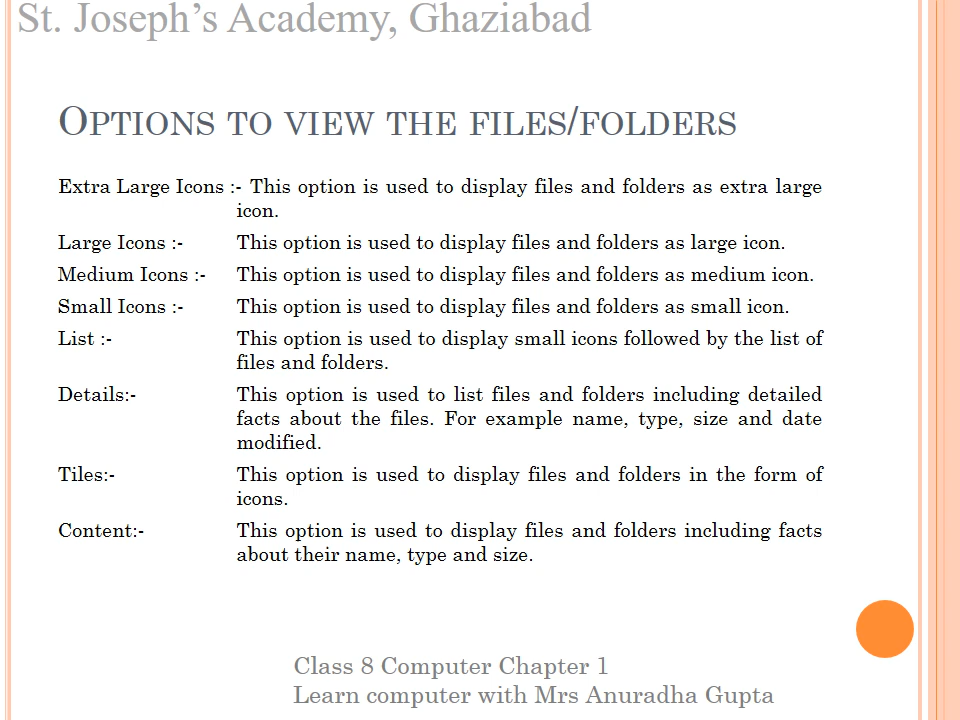 St. Joseph's Academy, Ghaziabad
OPTIONS TO VIEW THE FILES/FOLDERS
Extra Large Icons :- This option is used to display files and folders as extra large
icon.
Large Icons :- This option is used to display files and folders as large icon.
Medium Icons :- This option is used to display files and folders as medium icon.
Small Icons :- This option is used to display files and folders as small icon.
List :- This option is used to display small icons followed by the list of
files and folders.
Details:- This option is used to list files and folders including detailed
facts about the files. For example name, type, size and date
modified.
Tiles:- This option is used to display files and folders in the form of
icons.
Content:- This option is used to display files and folders including facts
about their name, type and size.
Class 8 Computer Chapter 1
Learn computer with Mrs Anuradha Gupta